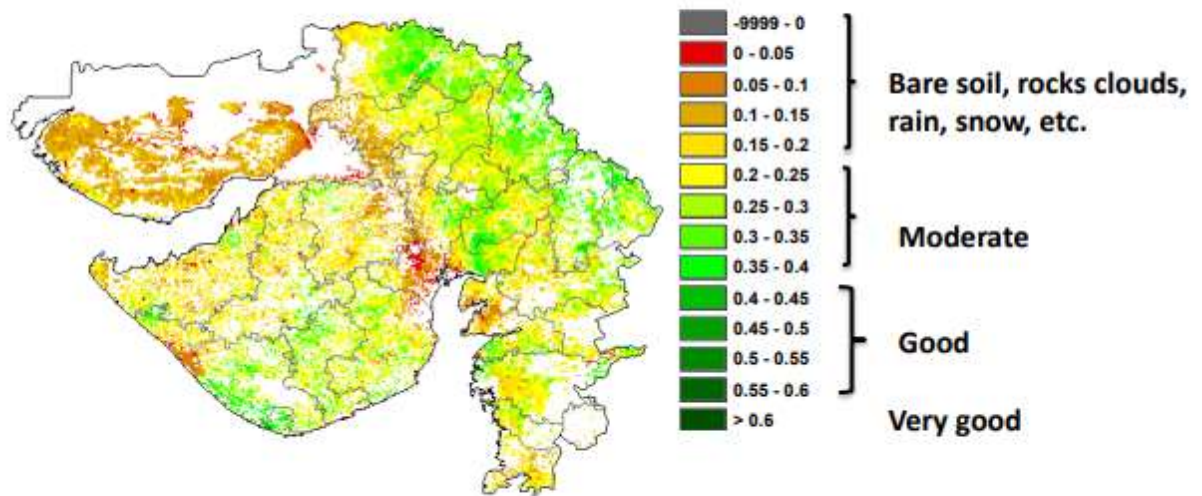 -9999 - 0
0 - 0.05
0.05 - 0.1
0.1 - 0.15
0.15 - 0.2
0.2 - 0.25
0.25 - 0.3
0.3 - 0.35
0.35 - 0.4
0.4 - 0.45
0.45 - 0.5
0.5 - 0.55
0.55 - 0.6
> 0.6
Bare soil, rocks clouds,
rain, snow, etc.
Moderate
Good
Very good